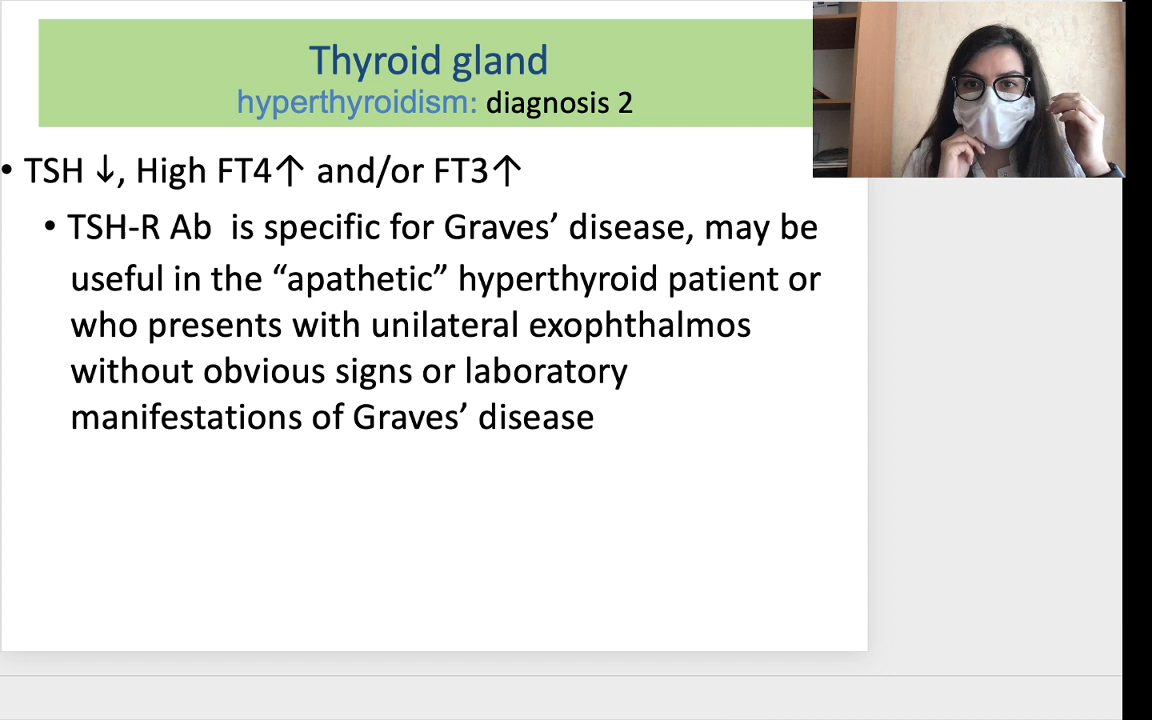 Thyroid gland
hyperthyroidism: diagnosis 2
• TSH ↓, High FT4↑ and/or FT3↑
• TSH-R Ab is specific for Graves’ disease, may be
useful in the “apathetic” hyperthyroid patient or
who presents with unilateral exophthalmos
without obvious signs or laboratory
manifestations of Graves’ disease